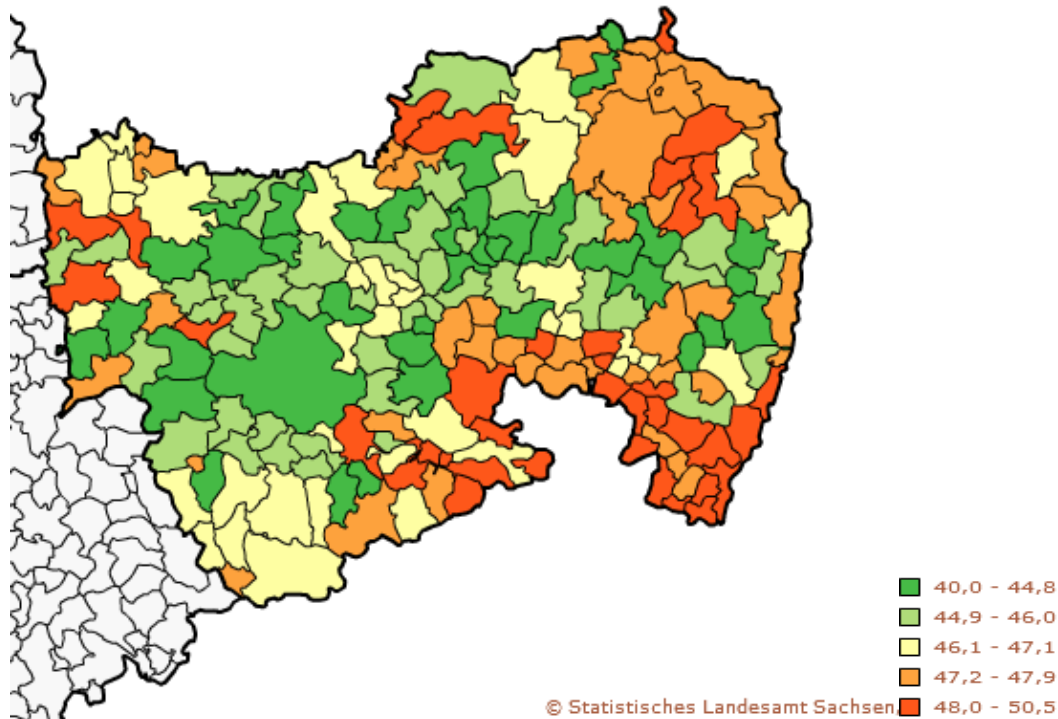 40,0 - 44,8
44,9 - 46,0
46,1 - 47,1
47,2 - 47,9
© Statistisches Landesamt Sachsen,
48,0 - 50,5